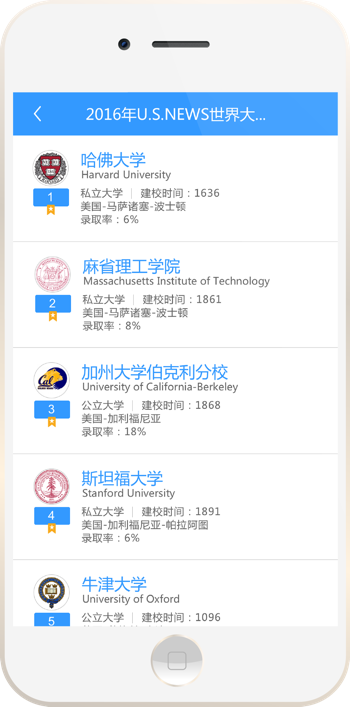 2016年U.S.NEWS世界大...
哈佛大学
Harvard University
1
私立大学 | 建校时间：1636
美国-马萨诸塞-波士顿
录取率：6%
麻省理工学院
Massachusetts Institute of Technology
2
私立大学 | 建校时间：1861
美国-马萨诸塞-波士顿
录取率：8%
加州大学伯克利分校
University of California-Berkeley
Cal
3
公立大学 | 建校时间：1868
美国-加利福尼亚
录取率：18%
斯坦福大学
Stanford University
4
私立大学 | 建校时间：1891
美国-加利福尼亚-帕拉阿图
录取率：6%
牛津大学
University of Oxford
5
公立大学 | 建校时间：1096